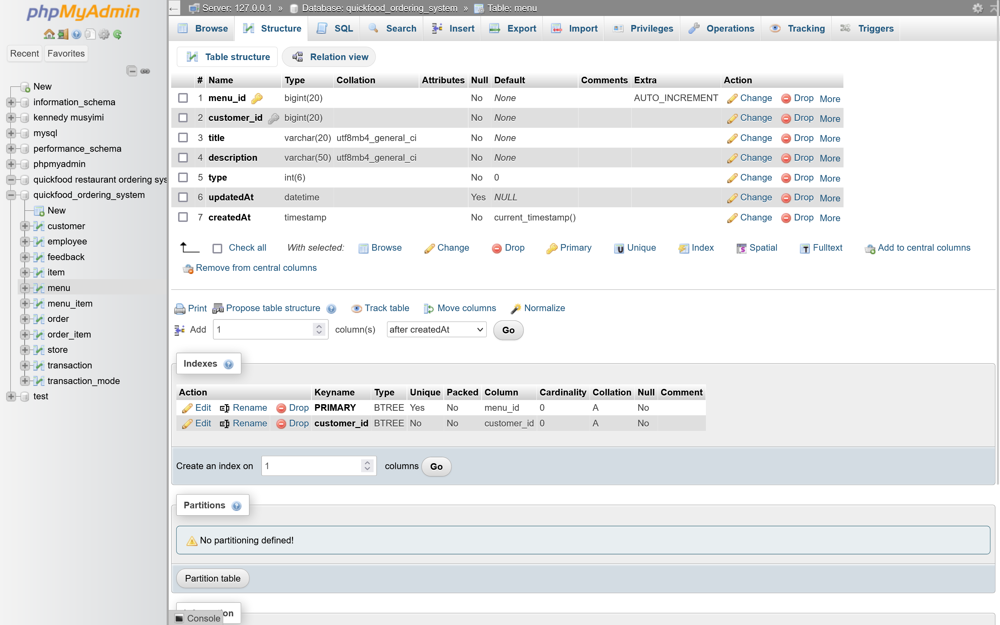 phpMyAdmin
Recent Favorites
New
information_schema
kennedy musyimi
mysql
performance_schema
phpmyadmin
quickfood restaurant ordering sys
quickfood_ordering_system
New
customer
employee
feedback
item
menu
menu_item
order
order_item
store
transaction
transaction_mode
test
← Server: 127.0.0.1 » Database: quickfood_ordering_system » Table: menu
Browse Structure SQL Search Insert Export Import Privileges Operations Tracking Triggers
Table structure Relation view
# Name Type Collation Attributes Null Default Comments Extra Action
1 menu_id bigint(20) No None AUTO_INCREMENT Change Drop More
2 customer_id bigint(20) No None Change Drop More
3 title varchar(20) utf8mb4_general_ci No None Change Drop More
4 description varchar(50) utf8mb4_general_ci No None Change Drop More
5 type int(6) No 0 Change Drop More
6 updatedAt datetime Yes NULL Change Drop More
7 createdAt timestamp No current_timestamp() Change Drop More
Check all With selected: Browse Change Drop Primary Unique Index Spatial Fulltext Add to central columns
Remove from central columns
Print Propose table structure Track table Move columns Normalize
Add 1 column(s) after createdAt Go
Indexes
Action Keyname Type Unique Packed Column Cardinality Collation Null Comment
Edit Rename Drop PRIMARY BTREE Yes No menu_id 0 A No
Edit Rename Drop customer_id BTREE No No customer_id 0 A No
Create an index on 1 columns Go
Partitions
No partitioning defined!
Partition table
Console